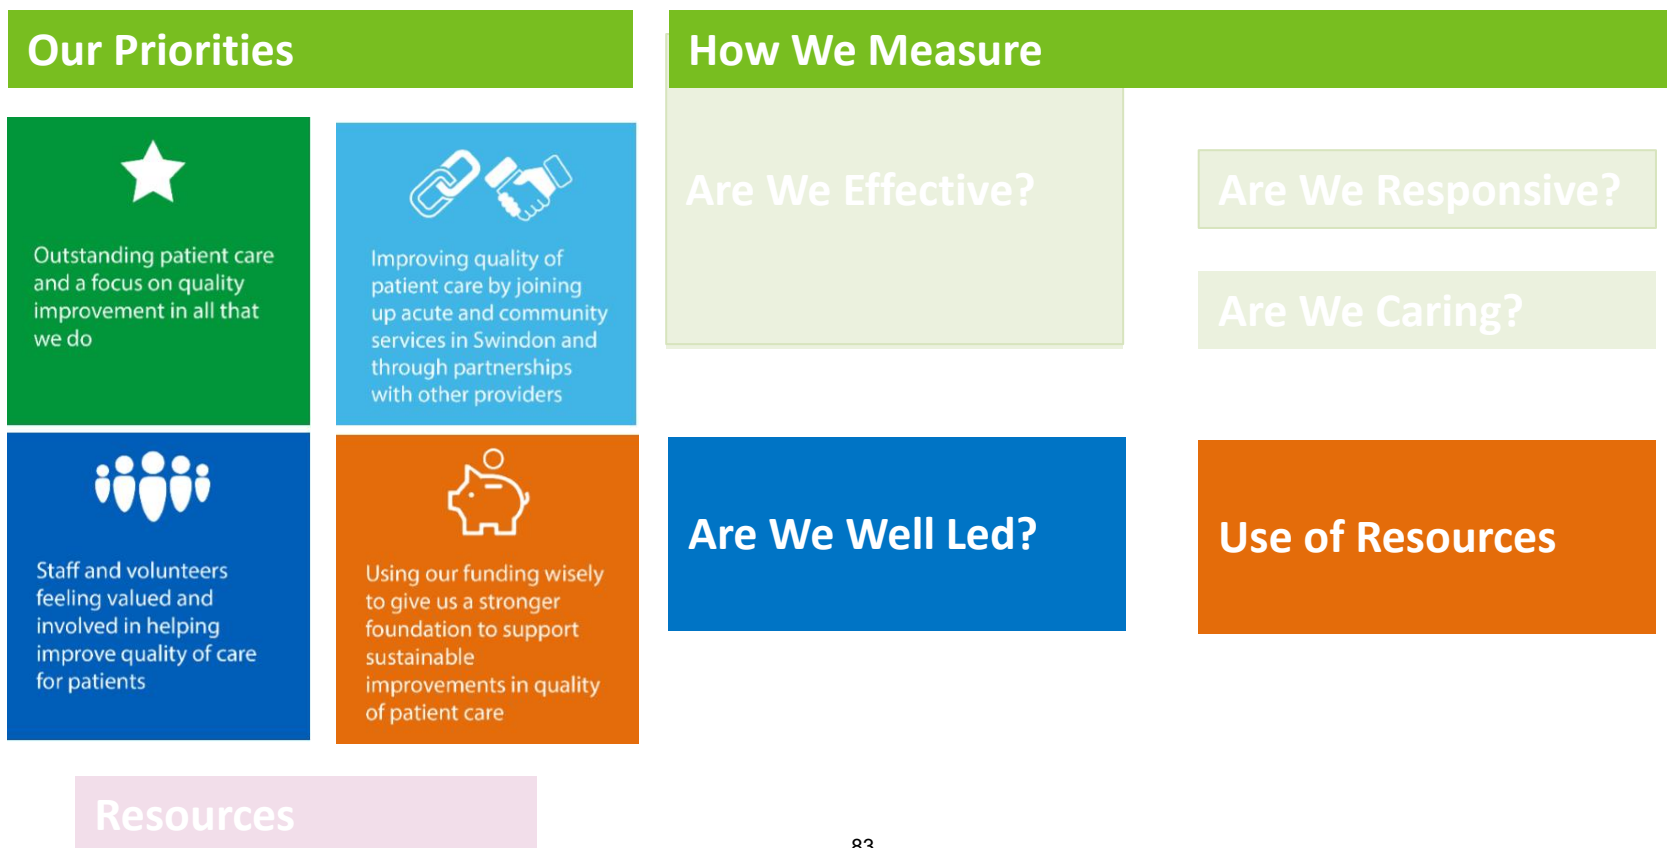 Our Priorities
How We Measure
Outstanding patient care
and a focus on quality
improvement in all that
we do
Improving quality of
patient care by joining
up acute and community
services in Swindon and
through partnerships
with other providers
Staff and volunteers
feeling valued and
involved in helping
improve quality of care
for patients
Using our funding wisely
to give us a stronger
foundation to support
sustainable
improvements in quality
of patient care
Are We Effective?
Are We Responsive?
Are We Caring?
Are We Well Led?
Use of Resources
Resources
83